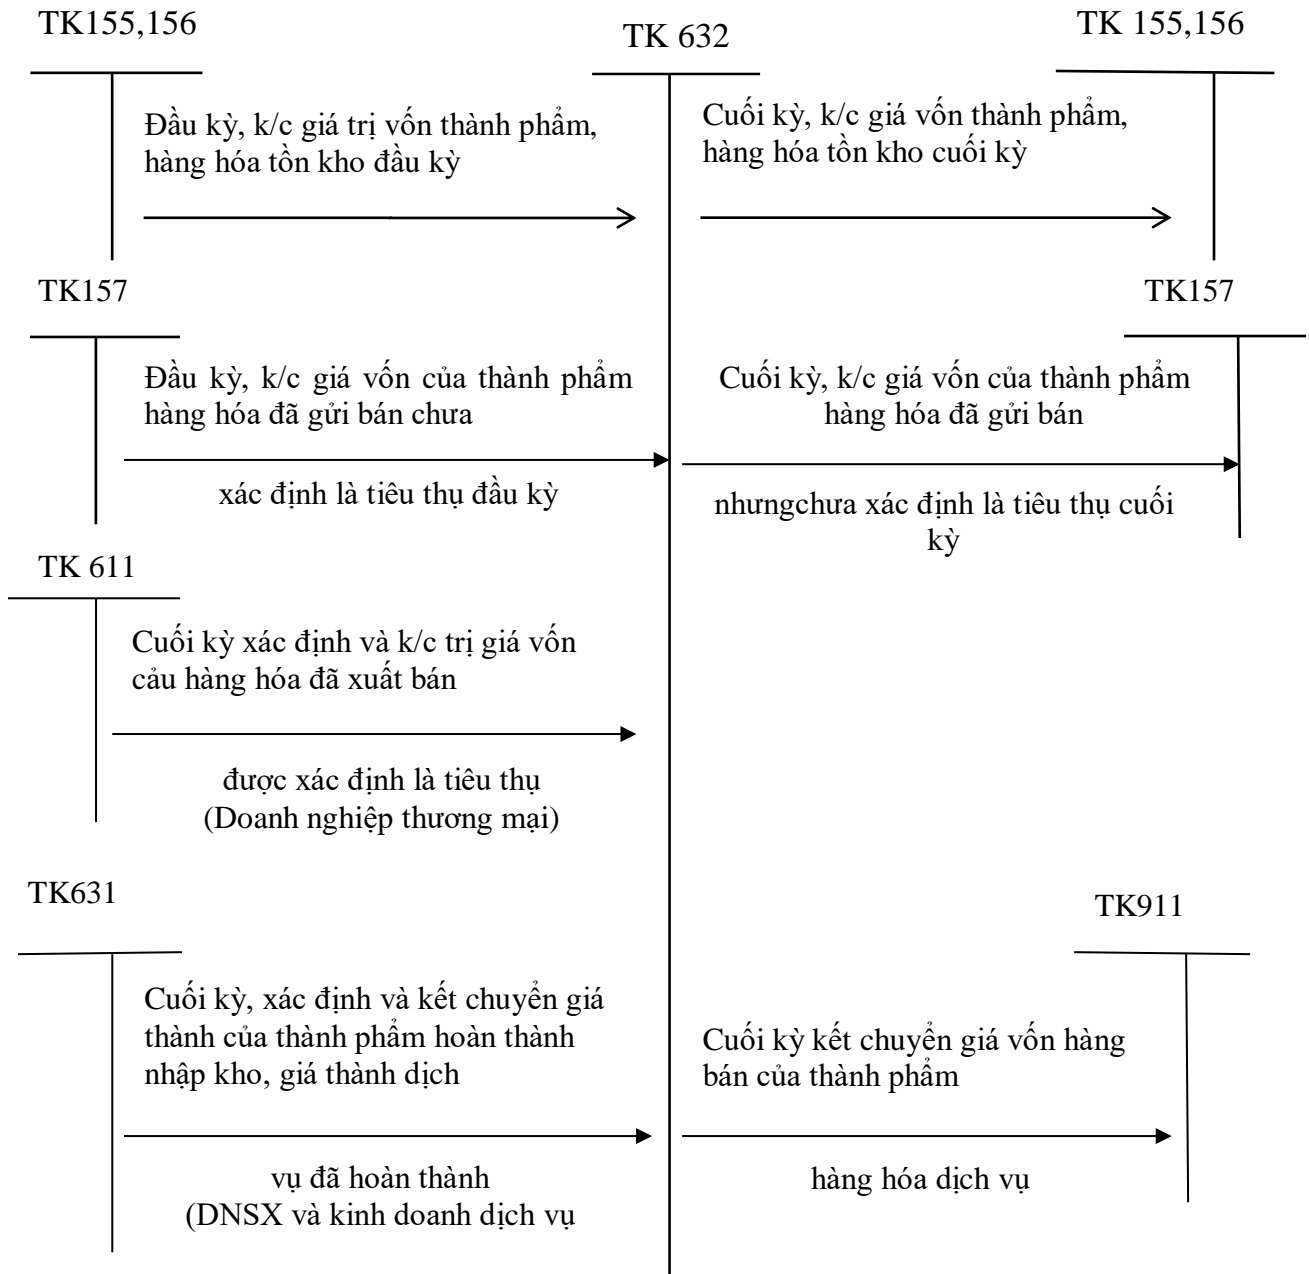 TK155,156
TK 632
TK 155,156
Đầu kỳ, k/c giá trị vốn thành phẩm,
hàng hóa tồn kho đầu kỳ
Cuối kỳ, k/c giá vốn thành phẩm,
hàng hóa tồn kho cuối kỳ
TK157
TK157
Đầu kỳ, k/c giá vốn của thành phẩm
hàng hóa đã gửi bán chưa
xác định là tiêu thụ đầu kỳ
Cuối kỳ, k/c giá vốn của thành phẩm
hàng hóa đã gửi bán
nhưngchưa xác định là tiêu thụ cuối
kỳ
TK 611
Cuối kỳ xác định và k/c trị giá vốn
cảu hàng hóa đã xuất bán
được xác định là tiêu thụ
(Doanh nghiệp thương mại)
TK631
TK911
Cuối kỳ, xác định và kết chuyển giá
thành của thành phẩm hoàn thành
nhập kho, giá thành dịch
vụ đã hoàn thành
(DNSX và kinh doanh dịch vụ
Cuối kỳ kết chuyển giá vốn hàng
bán của thành phẩm
hàng hóa dịch vụ